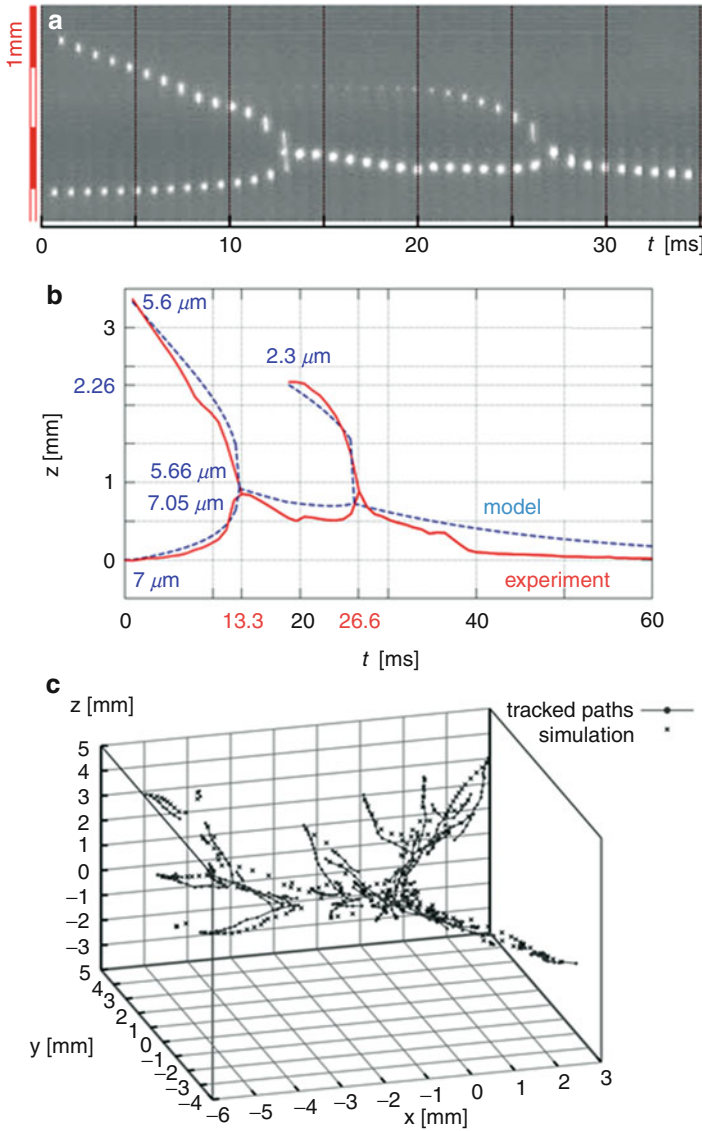 a
1mm
0 10 20 30 t [ms]
b
5.6 μm
3
2.3 μm
2.26
z [mm]
5.66 μm
1
7.05 μm
model
0
7 μm
experiment
0 13.3 20 26.6 40 60
t [ms]
c
z [mm]
tracked paths
simulation
5
4
3
2
1
0
−1
−2
−3
5
4
3
2
1
0
−1
−2
−3
−4
y [mm]
−6 −5 −4 −3 −2 −1 0 1 2 3
x [mm]